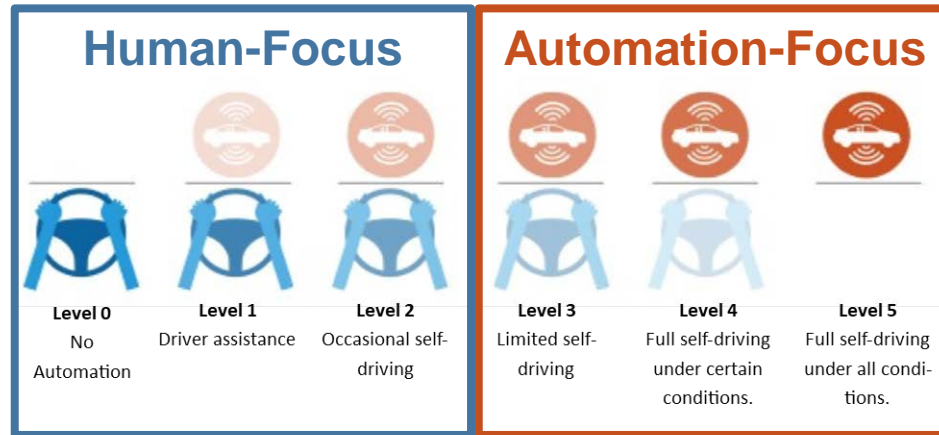 Human-Focus
Automation-Focus
Level 0
No
Automation
Level 1
Driver assistance
Level 2
Occasional self-
driving
Level 3
Limited self-
driving
Level 4
Full self-driving
under certain
conditions.
Level 5
Full self-driving
under all condi-
tions.